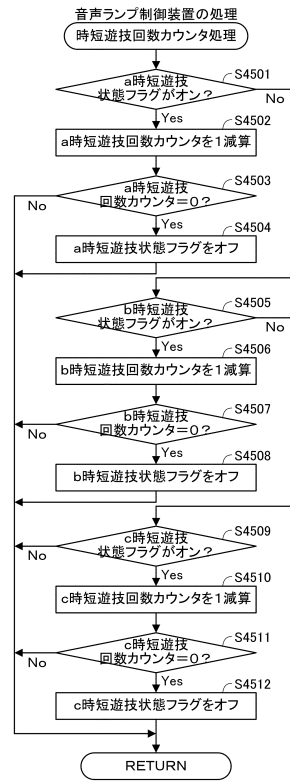 音声ランプ制御装置の処理
時短遊技回数カウンタ処理
S4501
a時短遊技
状態フラグがオン？
No
Yes
S4502
a時短遊技回数カウンタを1減算
S4503
a時短遊技
回数カウンタ=0？
No
Yes
S4504
a時短遊技状態フラグをオフ
S4505
b時短遊技
状態フラグがオン？
No
Yes
S4506
b時短遊技回数カウンタを1減算
S4507
b時短遊技
回数カウンタ=0？
No
Yes
S4508
b時短遊技状態フラグをオフ
S4509
c時短遊技
状態フラグがオン？
No
Yes
S4510
c時短遊技回数カウンタを1減算
S4511
c時短遊技
回数カウンタ=0？
No
Yes
S4512
c時短遊技状態フラグをオフ
RETURN